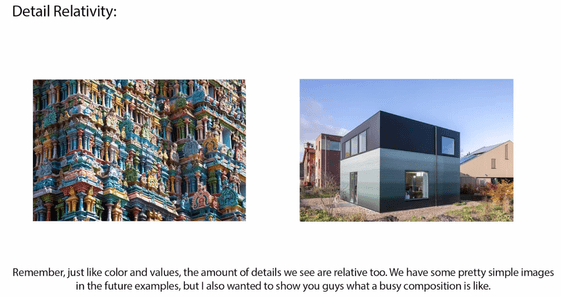 Detail Relativity:
Remember, just like color and values, the amount of details we see are relative too. We have some pretty simple images
in the future examples, but I also wanted to show you guys what a busy composition is like.